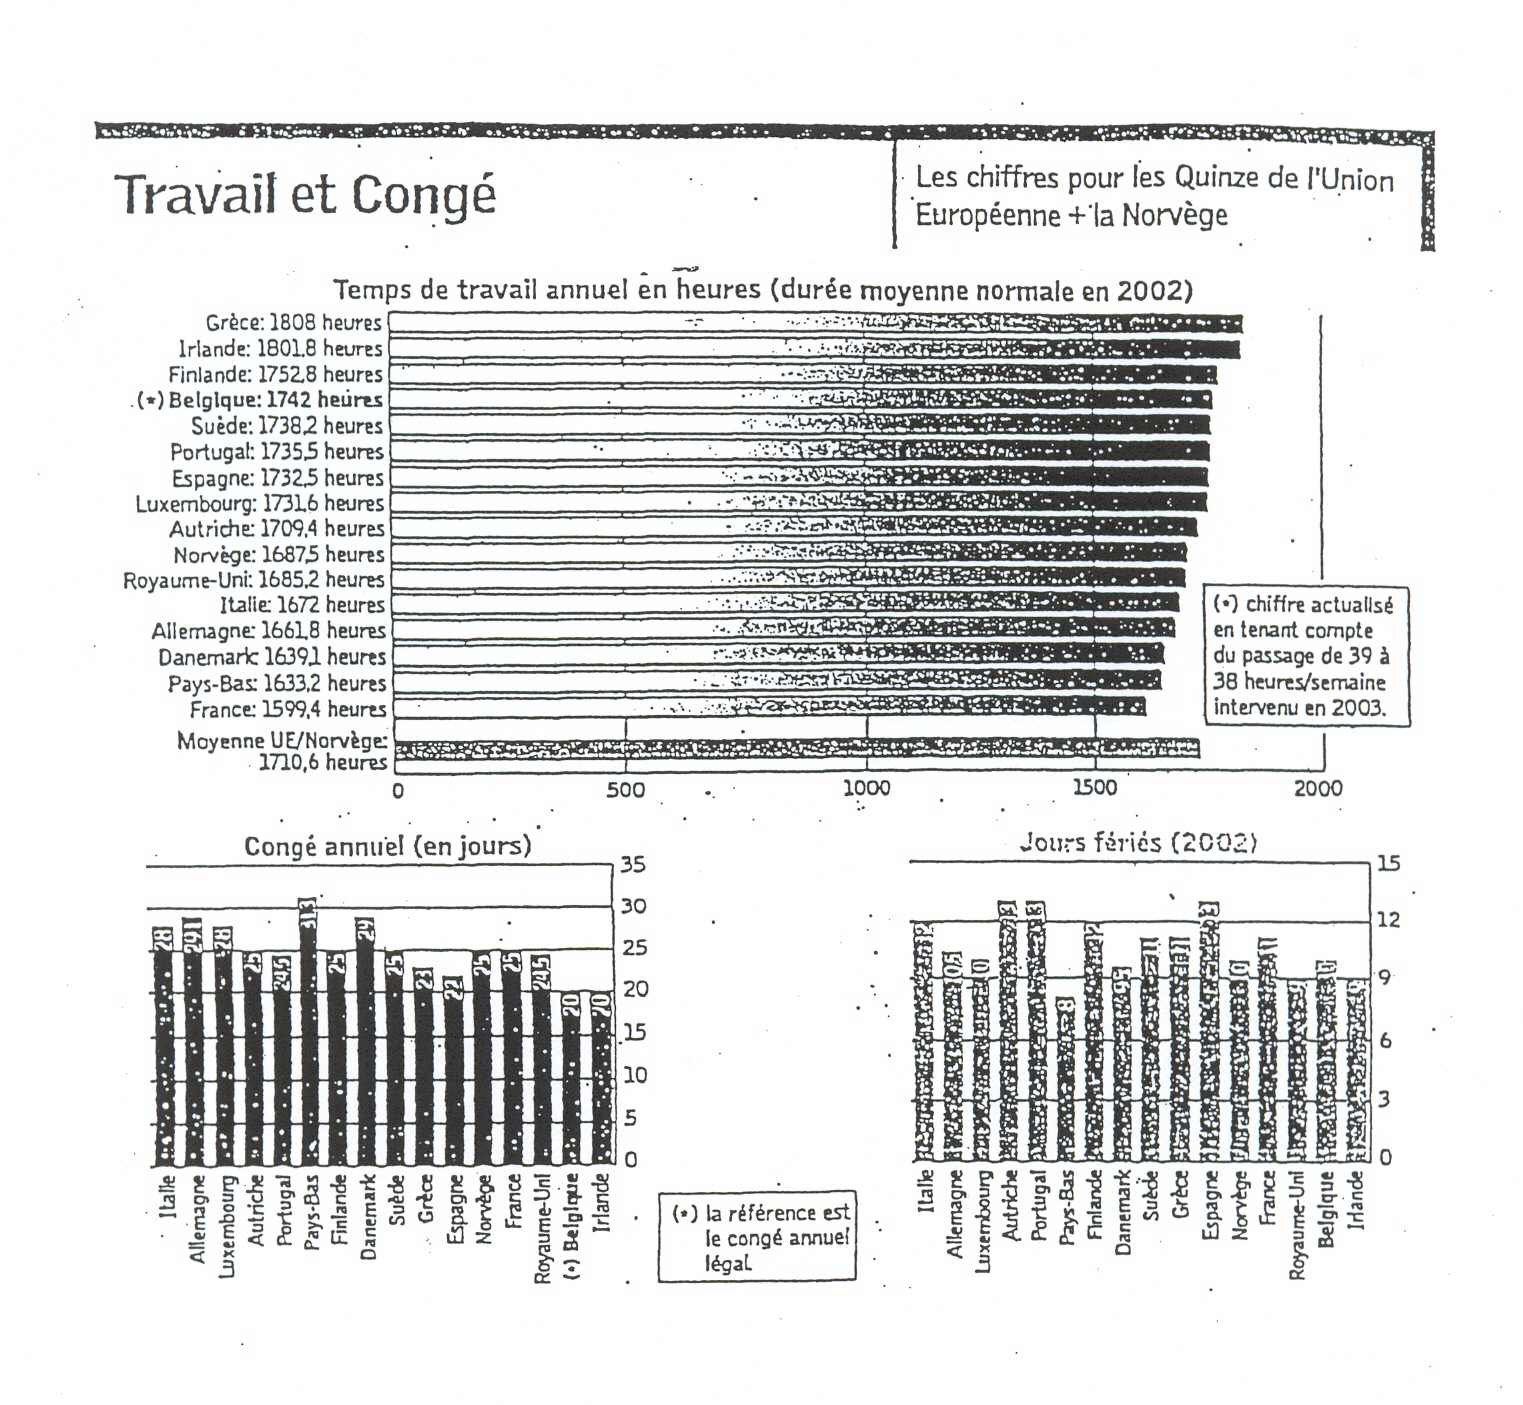 Travail et Congé
Les chiffres pour les Quinze de l'Union
Européenne + la Norvège
Temps de travail annuel en heures (durée moyenne normale en 2002)
Grèce: 1808 heures
Irlande: 1801,8 heures
Finlande: 1752,8 heures
(*) Belgique: 1742 heures
Suède: 1738,2 heures
Portugal: 1735,5 heures
Espagne: 1732,5 heures
Luxembourg: 1731,6 heures
Autriche: 1709,4 heures
Norvège: 1687,5 heures
Royaume-Uni: 1685,2 heures
Italie: 1672 heures
Allemagne: 1661,8 heures
Danemark: 1639,1 heures
Pays-Bas: 1633,2 heures
France: 1599,4 heures
Moyenne UE/Norvège:
1710,6 heures
0 500 1000 1500 2000
(*) chiffre actualisé
en tenant compte
du passage de 39 à
38 heures/semaine
intervenu en 2003.
Congé annuel (en jours)
35
30
25
20
15
10
5
0
28 29,1 28 25 24,5 31,3 25 29 25 23 22 25 25 24,5 20 20
Italie Allemagne Luxembourg Autriche Portugal Pays-Bas Finlande Danemark Suède Grèce Espagne Norvège France Royaume-Uni (*) Belgique Irlande
(*) la référence est
le congé annuel
légal.
Jours fériés (2002)
15
12
9
6
3
0
12 10,5 10 13 13 8 12 9,5 11 11 13 10 11 9 10 9
Italie Allemagne Luxembourg Autriche Portugal Pays-Bas Finlande Danemark Suède Grèce Espagne Norvège France Royaume-Uni Belgique Irlande